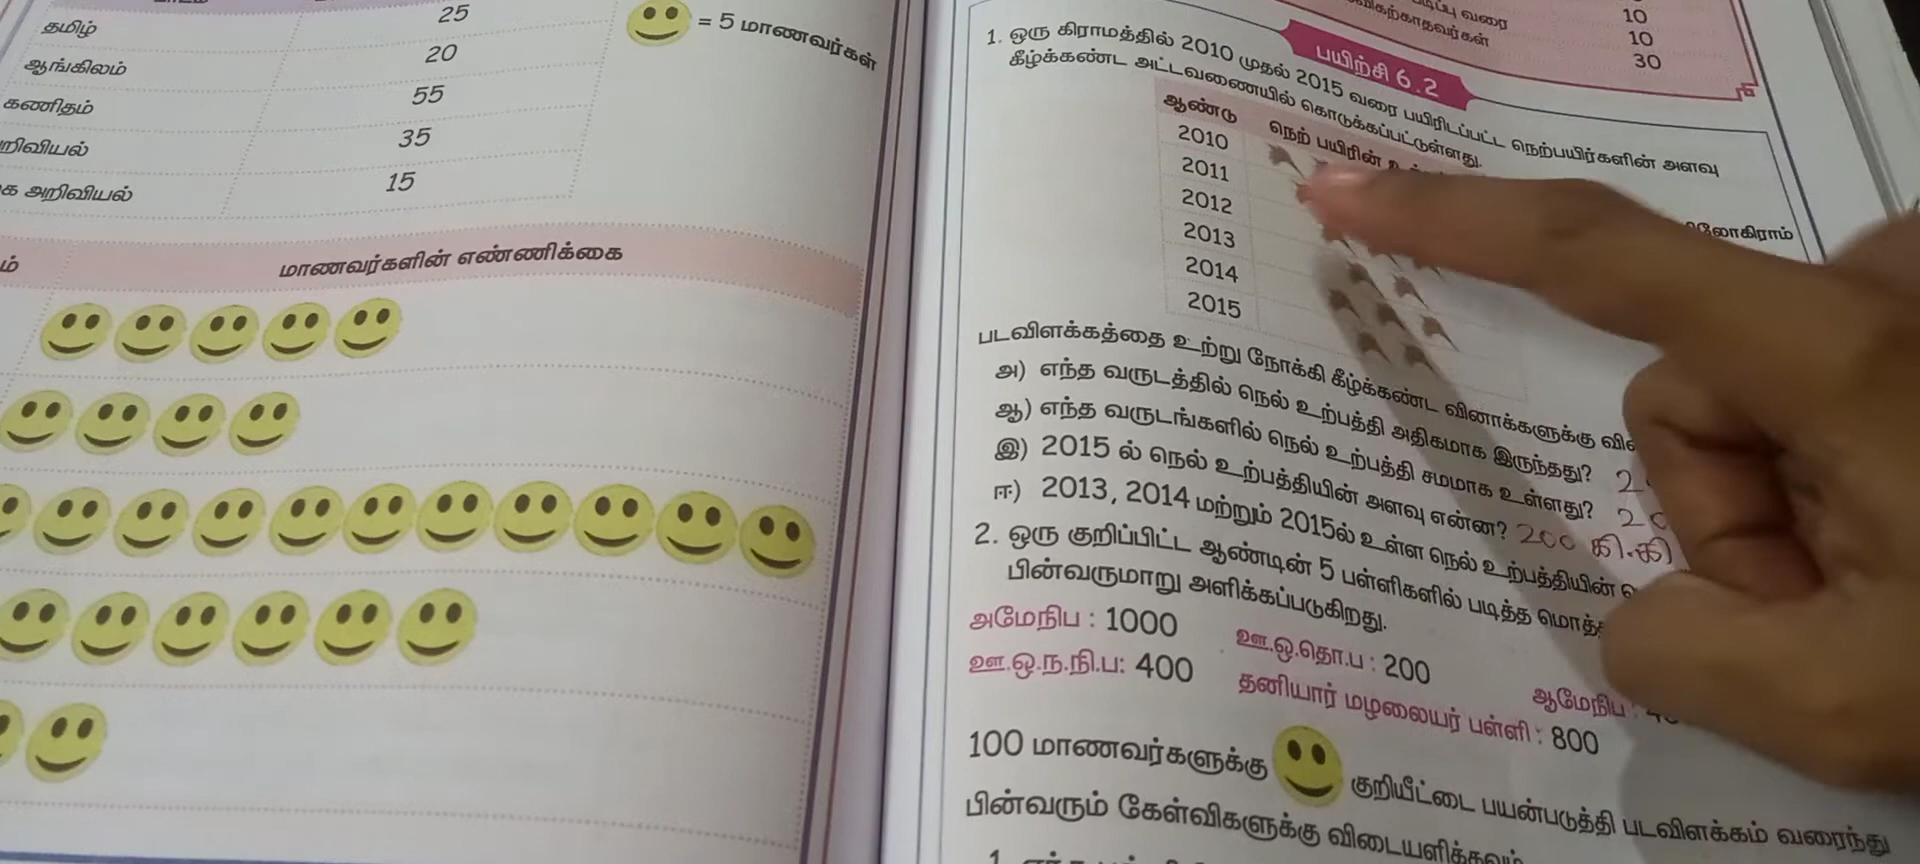 தமிழ் 25
ஆங்கிலம் 20
கணிதம் 55
35
அறிவியல் 15
= 5 மாணவர்கள்
மாணவர்களின் எண்ணிக்கை
10
10
30
பயிற்சி 6.2
1. ஒரு கிராமத்தில் 2010 முதல் 2015 வரை பயிரிடப்பட்ட நெற்பயிர்களின் அளவு
கீழ்க்கண்ட அட்டவணையில் கொடுக்கப்பட்டுள்ளது.
ஆண்டு நெற் பயிரின்
2010
2011
2012
2013
2014
2015
படவிளக்கத்தை உற்று நோக்கி கீழ்க்கண்ட வினாக்களுக்கு
அ) எந்த வருடத்தில் நெல் உற்பத்தி அதிகமாக இருந்தது?
ஆ) எந்த வருடங்களில் நெல் உற்பத்தி சமமாக உள்ளது?
இ) 2015 ல் நெல் உற்பத்தியின் அளவு என்ன? 200 கி.கி
ஈ) 2013, 2014 மற்றும் 2015ல் உள்ள நெல் உற்பத்தியின்
2. ஒரு குறிப்பிட்ட ஆண்டின் 5 பள்ளிகளில் படித்த
பின்வருமாறு அளிக்கப்படுகிறது.
அமேநிப : 1000 ஊ.ஒ.தொ.ப : 200 ஆமேநிப :
ஊ.ஒ.ந.நி.ப: 400 தனியார் மழலையர் பள்ளி : 800
100 மாணவர்களுக்கு குறியீட்டை பயன்படுத்தி படவிளக்கம் வரைந்து
பின்வரும் கேள்விகளுக்கு விடையளிக்கவும்